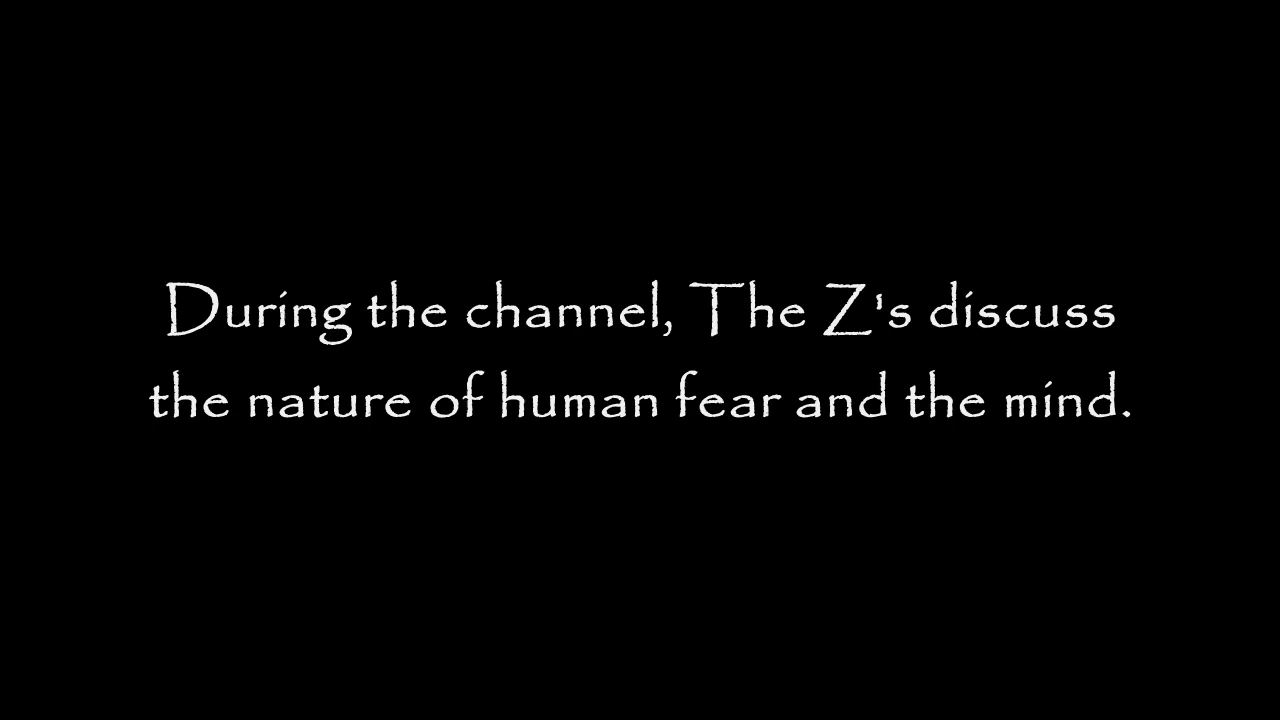 During the channel, The Z's discuss
the nature of human fear and the mind.